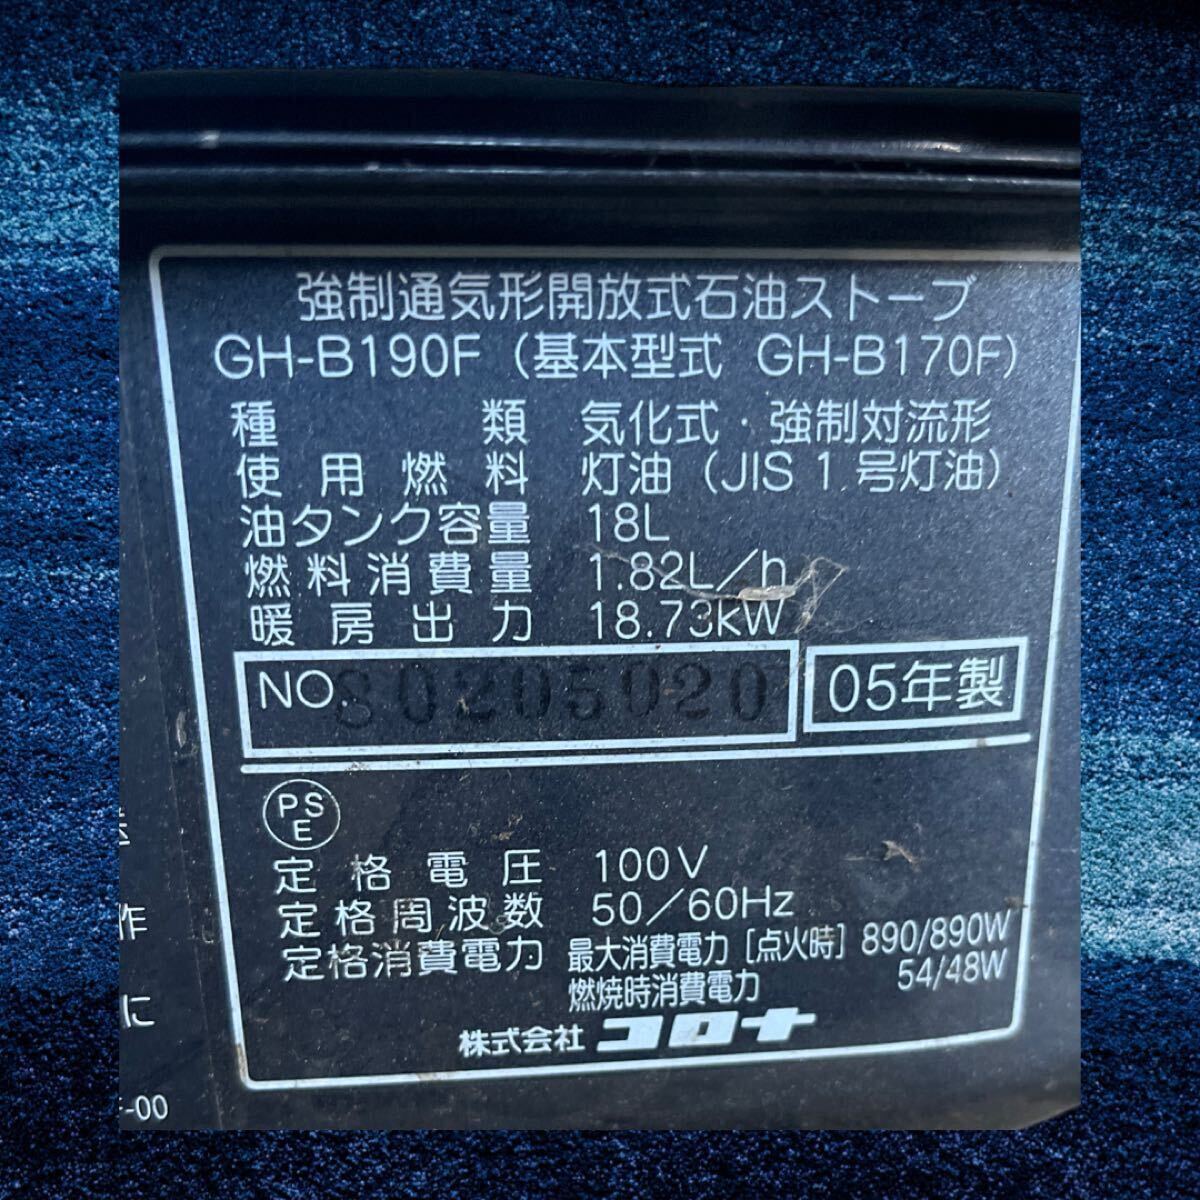 強制通気形開放式石油ストーブ
GH-B190F（基本型式 GH-B170F）
種類 気化式・強制対流形
使用燃料 灯油（JIS 1号灯油）
油タンク容量 18L
燃料消費量 1.82L/h
暖房出力 18.73kW
NO. 80205020
05年製
PS
E
定格電圧 100V
定格周波数 50/60Hz
定格消費電力 最大消費電力［点火時］890/890W
燃焼時消費電力 54/48W
株式会社 コロナ
作
に
-00